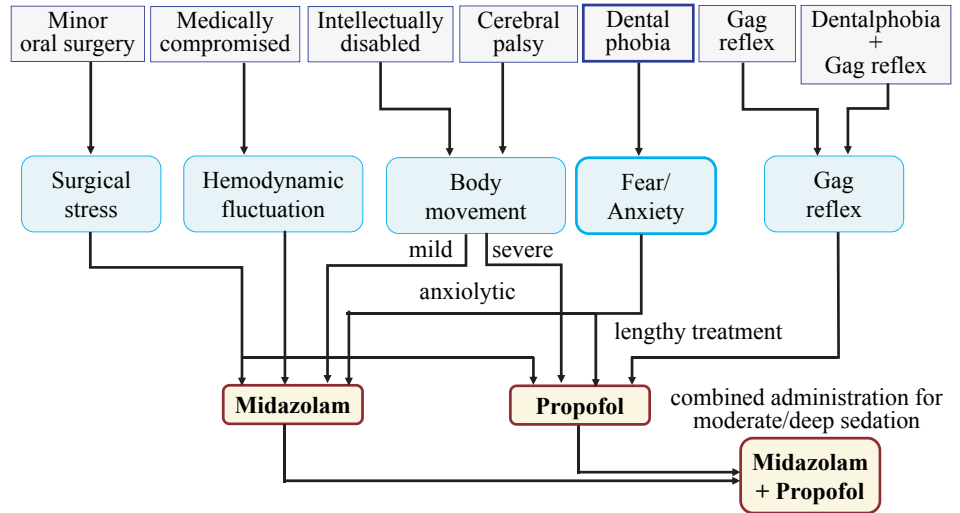 Minor
oral surgery
Medically
compromised
Intellectually
disabled
Cerebral
palsy
Dental
phobia
Gag
reflex
Dentalphobia
+
Gag reflex
Surgical
stress
Hemodynamic
fluctuation
Body
movement
Fear/
Anxiety
Gag
reflex
mild
severe
anxiolytic
lengthy treatment
Midazolam
Propofol
combined administration for
moderate/deep sedation
Midazolam
+ Propofol